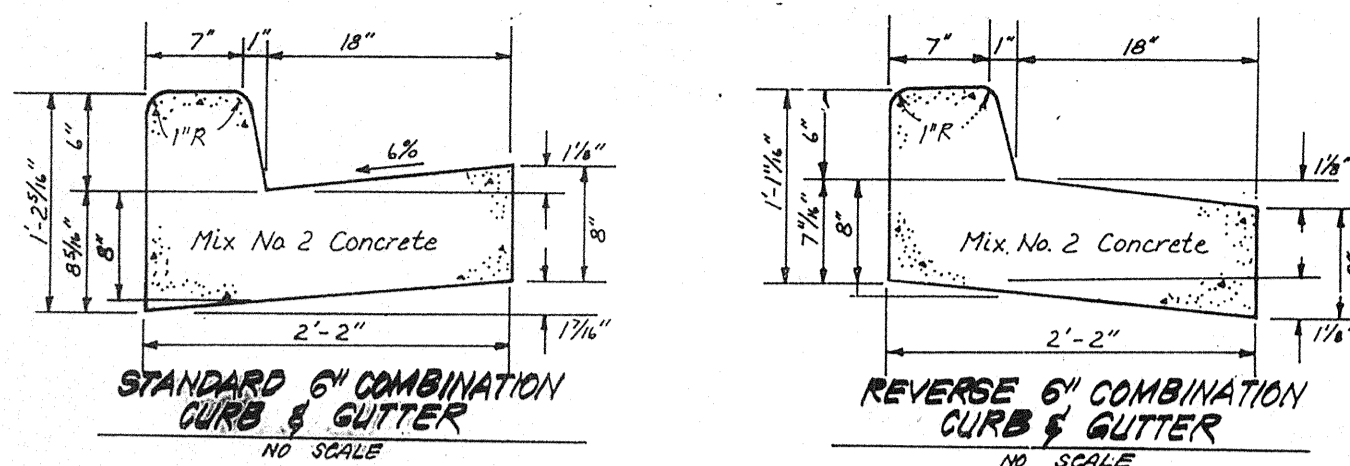 7" 1" 18"
1'-2 5/16"
6"
8 5/16"
8"
1"R
6%
1 1/8"
8"
Mix No. 2 Concrete
1 7/16"
2'-2"
STANDARD 6" COMBINATION
CURB & GUTTER
NO SCALE
7" 1" 18"
1'-1 11/16"
6"
7 11/16"
8"
1"R
1 1/8"
Mix No. 2 Concrete
1 1/8"
2'-2"
REVERSE 6" COMBINATION
CURB & GUTTER
NO SCALE